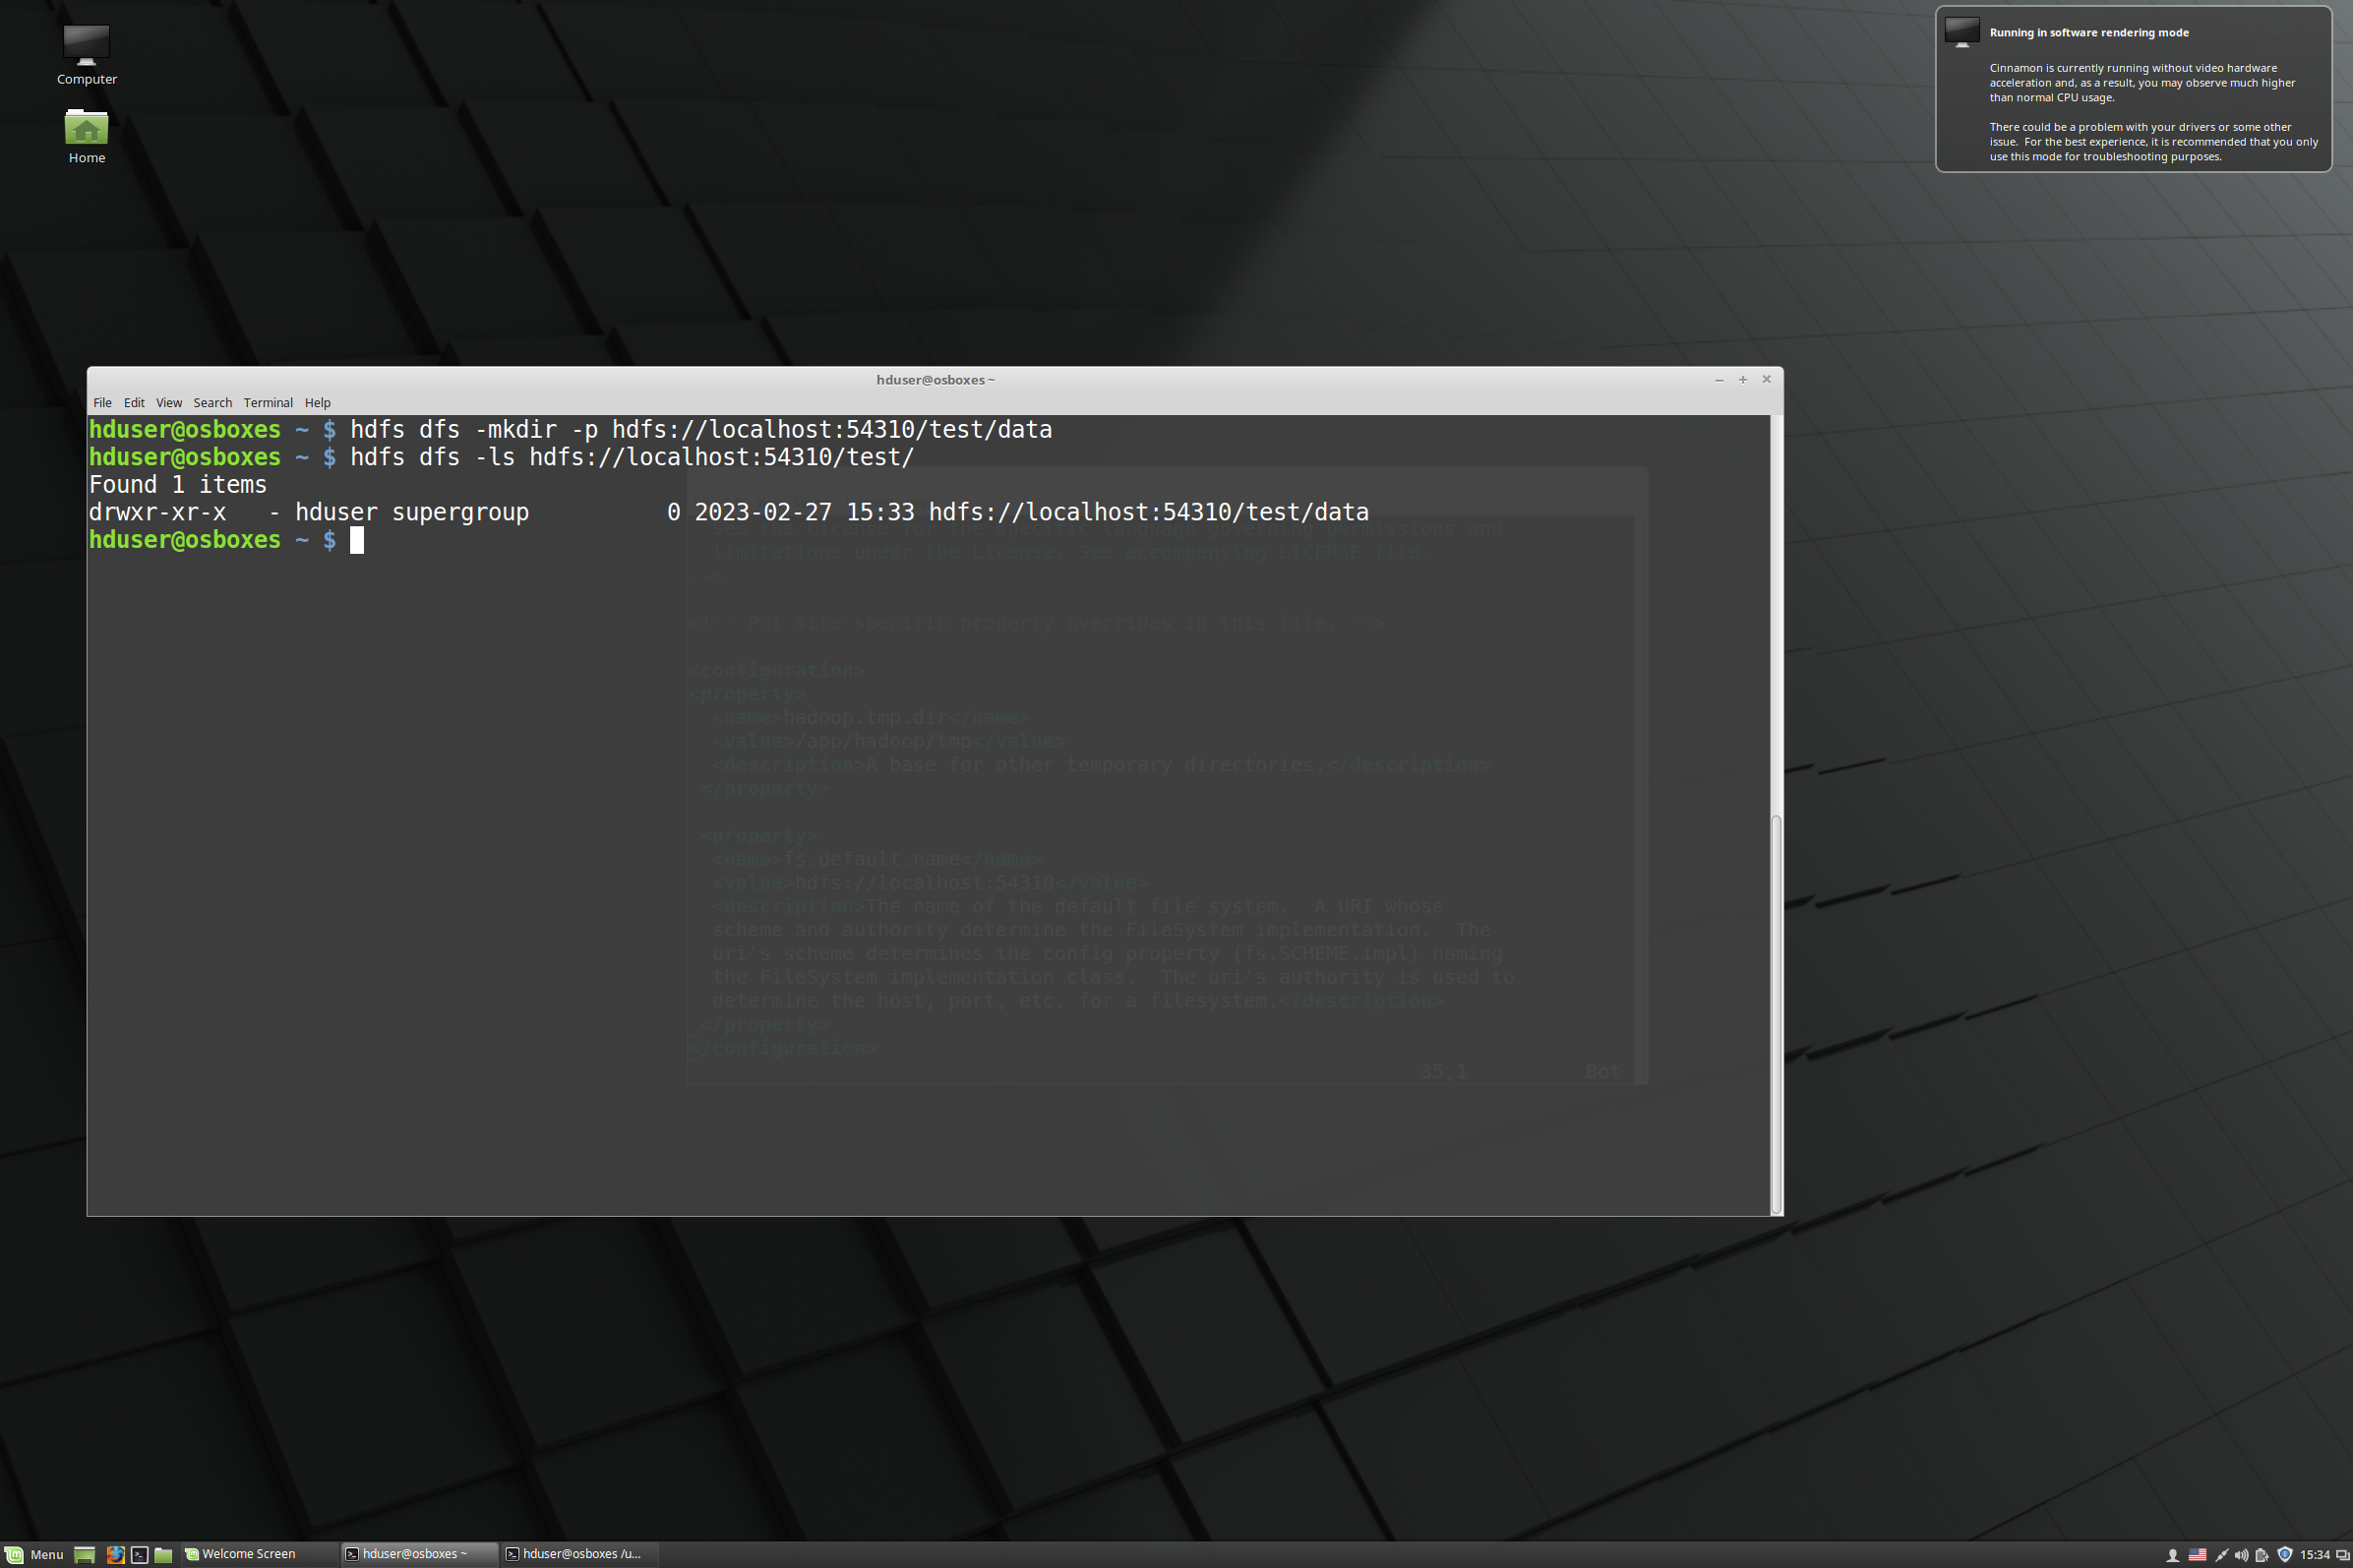 Computer
Home
Running in software rendering mode
Cinnamon is currently running without video hardware
acceleration and, as a result, you may observe much higher
than normal CPU usage.
There could be a problem with your drivers or some other
issue.  For the best experience, it is recommended that you only
use this mode for troubleshooting purposes.
hduser@osboxes ~
File Edit View Search Terminal Help
hduser@osboxes ~ $ hdfs dfs -mkdir -p hdfs://localhost:54310/test/data
hduser@osboxes ~ $ hdfs dfs -ls hdfs://localhost:54310/test/
Found 1 items
drwxr-xr-x   - hduser supergroup          0 2023-02-27 15:33 hdfs://localhost:54310/test/data
hduser@osboxes ~ $
See the License for the specific language governing permissions and
limitations under the License. See accompanying LICENSE file.
-->
<!-- Put site-specific property overrides in this file. -->
<configuration>
<property>
<name>hadoop.tmp.dir</name>
<value>/app/hadoop/tmp</value>
<description>A base for other temporary directories.</description>
</property>
<property>
<name>fs.default.name</name>
<value>hdfs://localhost:54310</value>
<description>The name of the default file system.  A URI whose
scheme and authority determine the FileSystem implementation.  The
uri's scheme determines the config property (fs.SCHEME.impl) naming
the FileSystem implementation class.  The uri's authority is used to
determine the host, port, etc. for a filesystem.</description>
</property>
</configuration>
35,1 Bot
Menu Welcome Screen hduser@osboxes ~ hduser@osboxes /u... 15:34